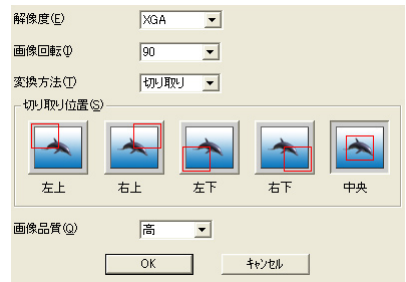 解像度(E) XGA
画像回転(I) 90
変換方法(T) 切り取り
切り取り位置(S)
左上 右上 左下 右下 中央
画像品質(Q) 高
OK キャンセル